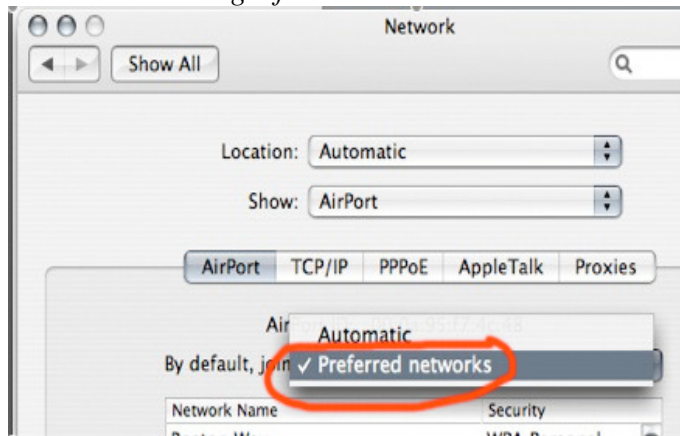 Network
Show All
Location: Automatic
Show: AirPort
AirPort TCP/IP PPPoE AppleTalk Proxies
Automatic
By default, join ✓ Preferred networks
Network Name Security